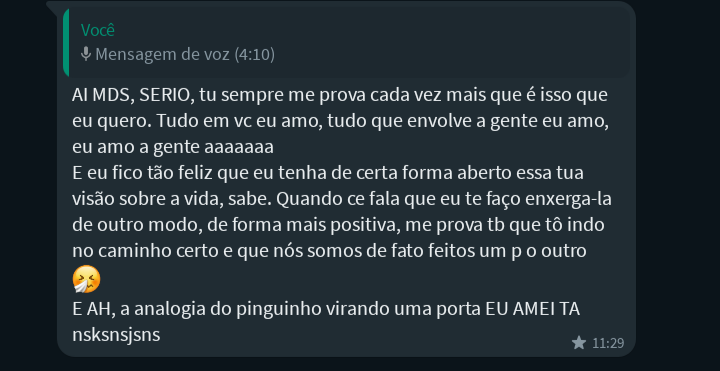 Você
Mensagem de voz (4:10)
AI MDS, SERIO, tu sempre me prova cada vez mais que é isso que
eu quero. Tudo em vc eu amo, tudo que envolve a gente eu amo,
eu amo a gente aaaaaaa
E eu fico tão feliz que eu tenha de certa forma aberto essa tua
visão sobre a vida, sabe. Quando ce fala que eu te faço enxerga-la
de outro modo, de forma mais positiva, me prova tb que tô indo
no caminho certo e que nós somos de fato feitos um p o outro
🤧
E AH, a analogia do pinguinho virando uma porta EU AMEI TA
nsksnsjsns
11:29